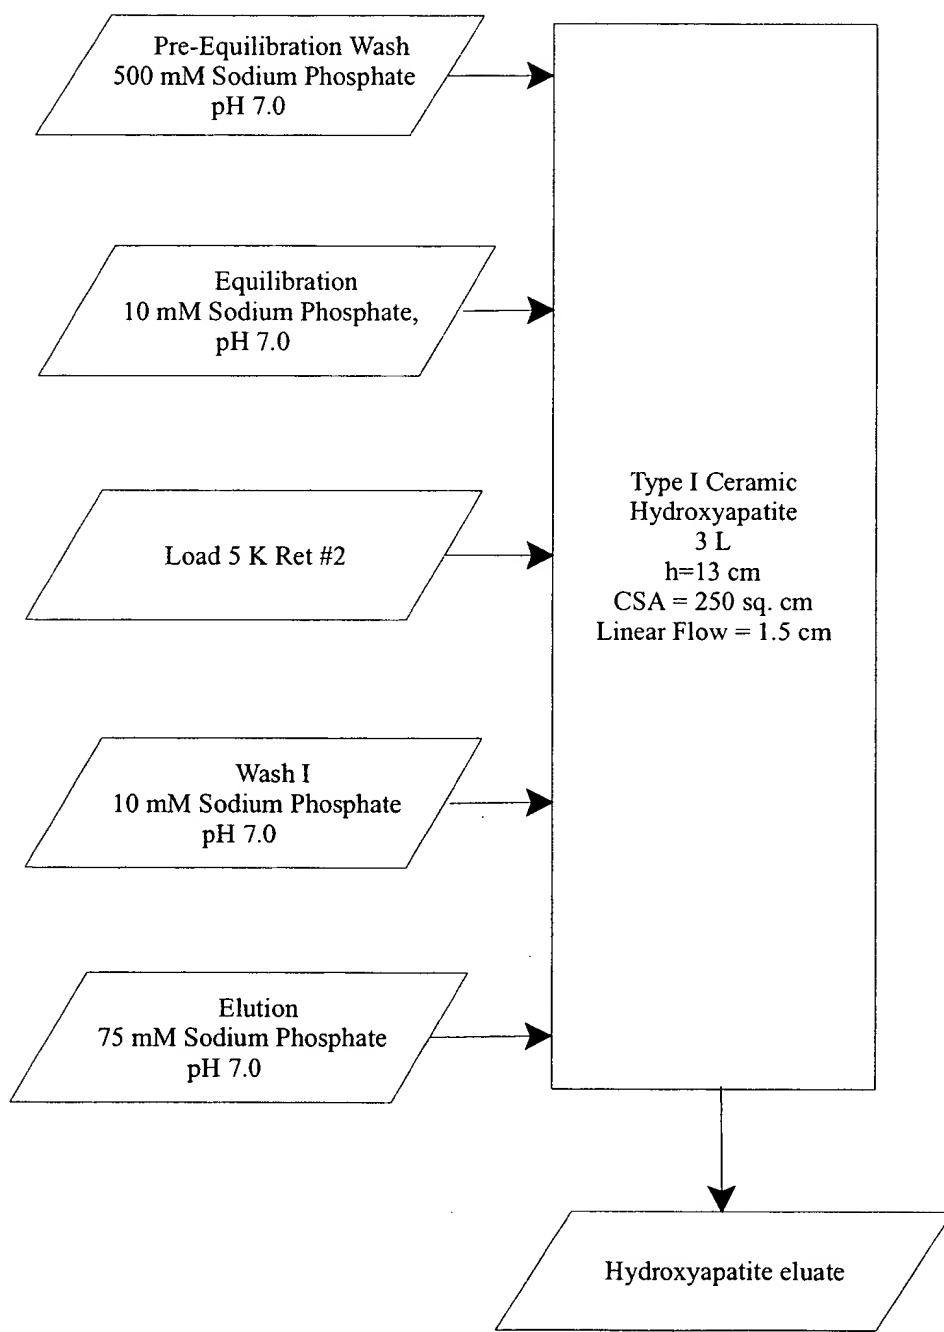 Pre-Equilibration Wash
500 mM Sodium Phosphate
pH 7.0
Equilibration
10 mM Sodium Phosphate,
pH 7.0
Load 5 K Ret #2
Wash I
10 mM Sodium Phosphate
pH 7.0
Elution
75 mM Sodium Phosphate
pH 7.0
Type I Ceramic
Hydroxyapatite
3 L
h=13 cm
CSA = 250 sq. cm
Linear Flow = 1.5 cm
Hydroxyapatite eluate